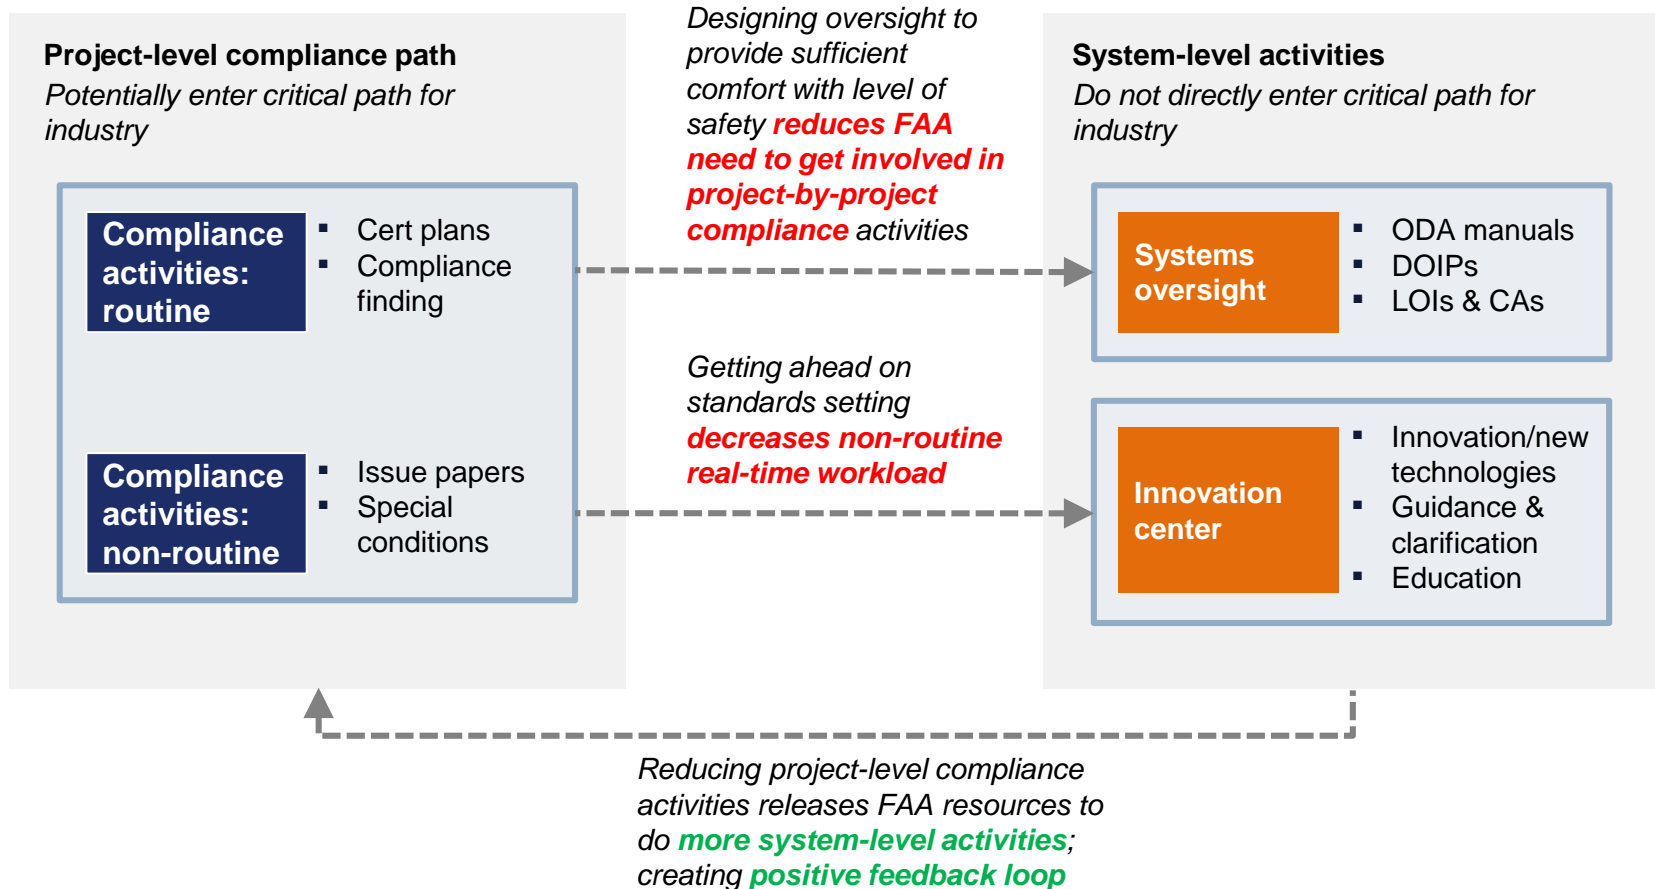 Project-level compliance path
Potentially enter critical path for
industry
Compliance
activities:
routine
▪ Cert plans
▪ Compliance
finding
Compliance
activities:
non-routine
▪ Issue papers
▪ Special
conditions
Designing oversight to
provide sufficient
comfort with level of
safety reduces FAA
need to get involved in
project-by-project
compliance activities
Getting ahead on
standards setting
decreases non-routine
real-time workload
System-level activities
Do not directly enter critical path for
industry
Systems
oversight
▪ ODA manuals
▪ DOIPs
▪ LOIs & CAs
Innovation
center
▪ Innovation/new
technologies
▪ Guidance &
clarification
▪ Education
Reducing project-level compliance
activities releases FAA resources to
do more system-level activities;
creating positive feedback loop